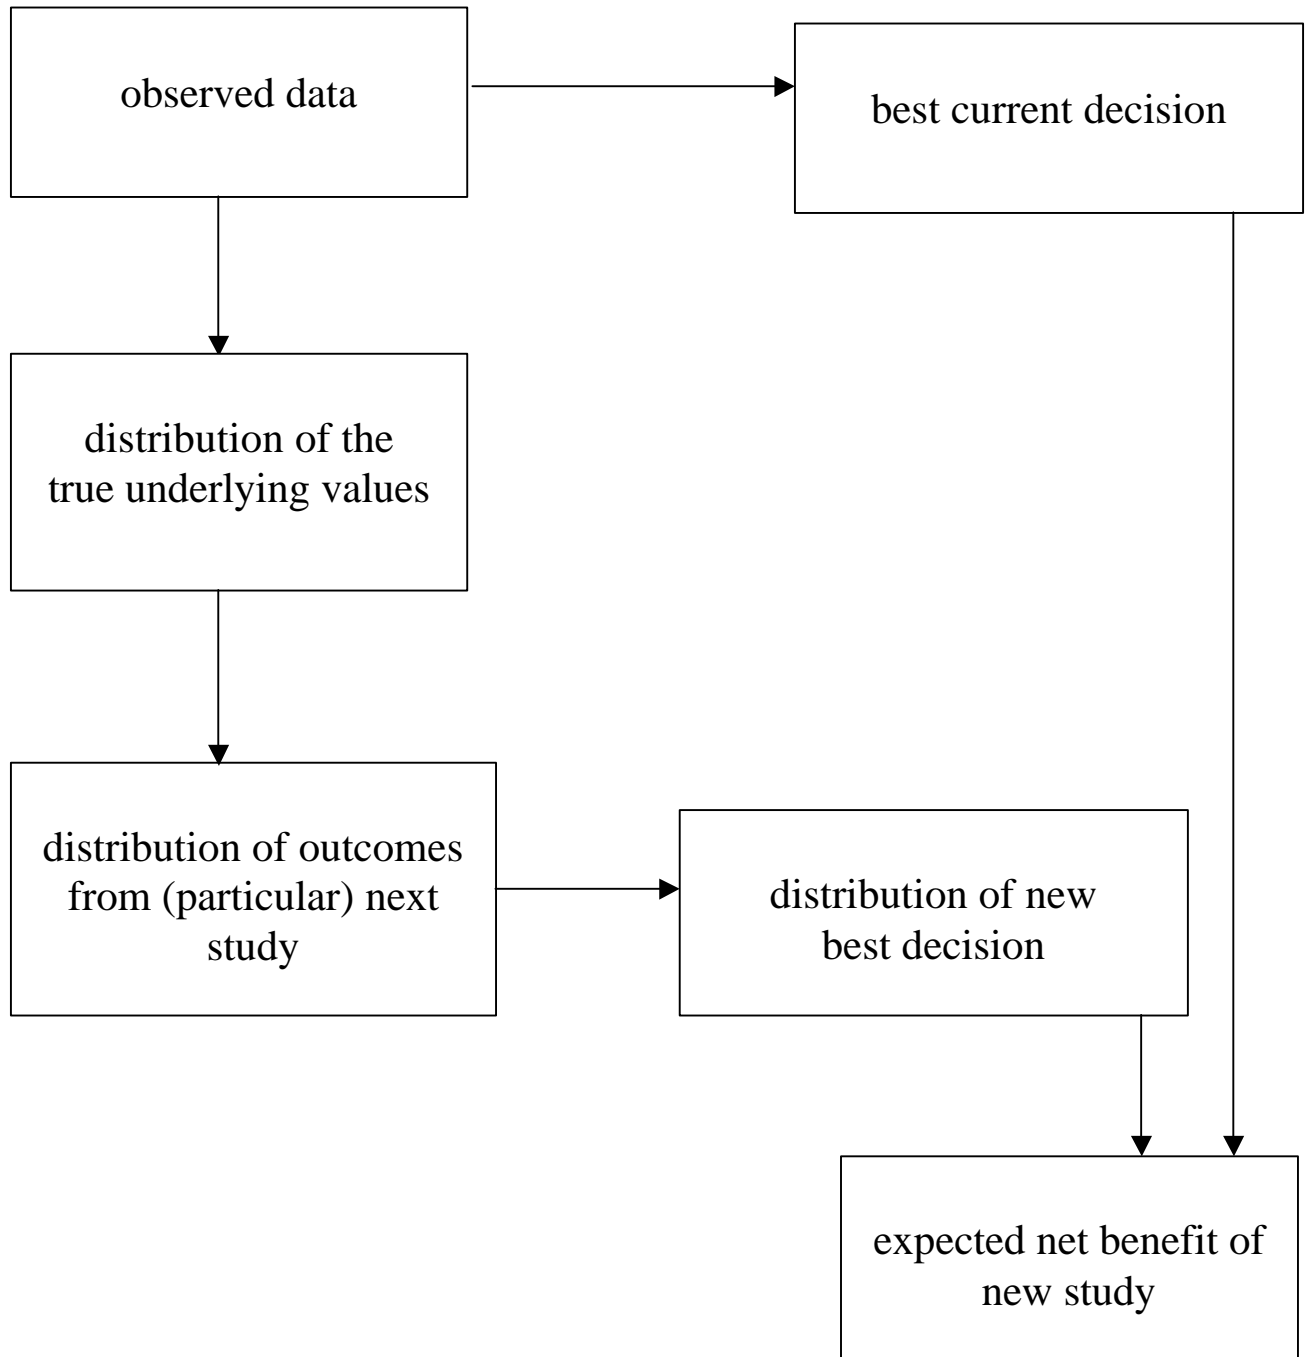 observed data
best current decision
distribution of the
true underlying values
distribution of outcomes
from (particular) next
study
distribution of new
best decision
expected net benefit of
new study